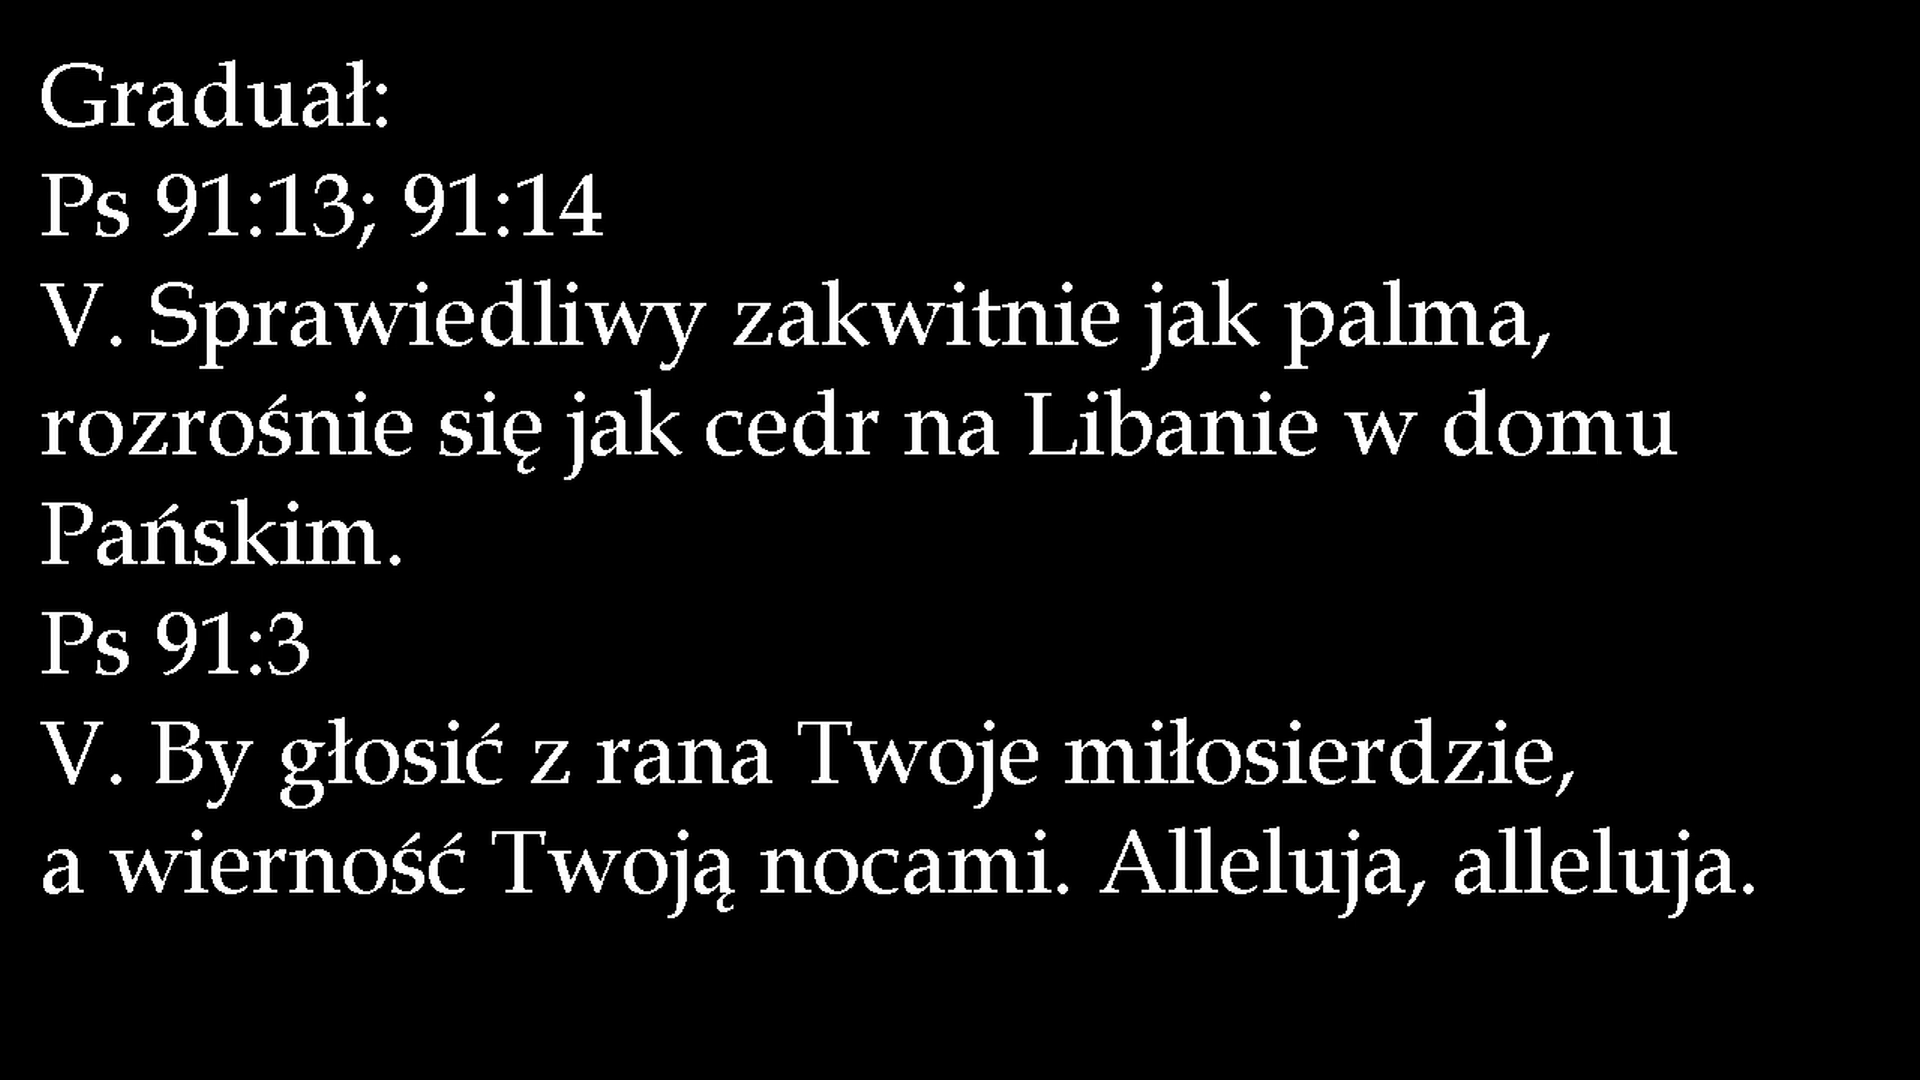 Graduał:
Ps 91:13; 91:14
V. Sprawiedliwy zakwitnie jak palma,
rozrośnie się jak cedr na Libanie w domu
Pańskim.
Ps 91:3
V. By głosić z rana Twoje miłosierdzie,
a wierność Twoją nocami. Alleluja, alleluja.